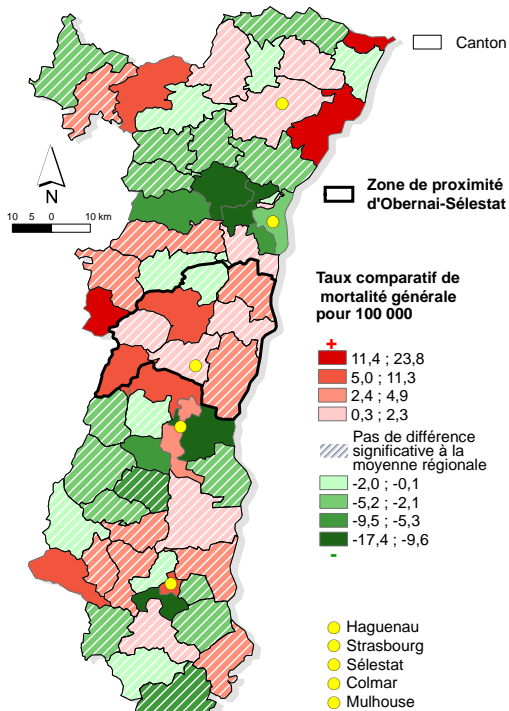 Canton
N
10 5 0 10 km
Zone de proximité
d'Obernai-Sélestat
Taux comparatif de
mortalité générale
pour 100 000
+
11,4 ; 23,8
5,0 ; 11,3
2,4 ; 4,9
0,3 ; 2,3
Pas de différence
significative à la
moyenne régionale
-2,0 ; -0,1
-5,2 ; -2,1
-9,5 ; -5,3
-17,4 ; -9,6
-
Haguenau
Strasbourg
Sélestat
Colmar
Mulhouse